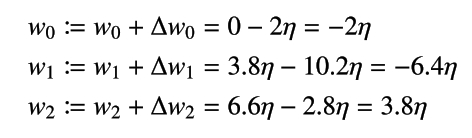 w₀ := w₀ + Δw₀ = 0 − 2η = −2η
w₁ := w₁ + Δw₁ = 3.8η − 10.2η = −6.4η
w₂ := w₂ + Δw₂ = 6.6η − 2.8η = 3.8η